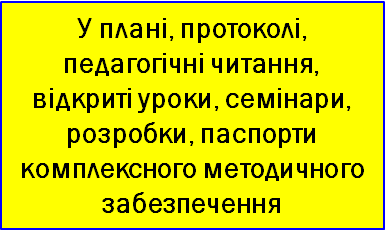 У плані, протоколі,
педагогічні читання,
відкриті уроки, семінари,
розробки, паспорти
комплексного методичного
забезпечення